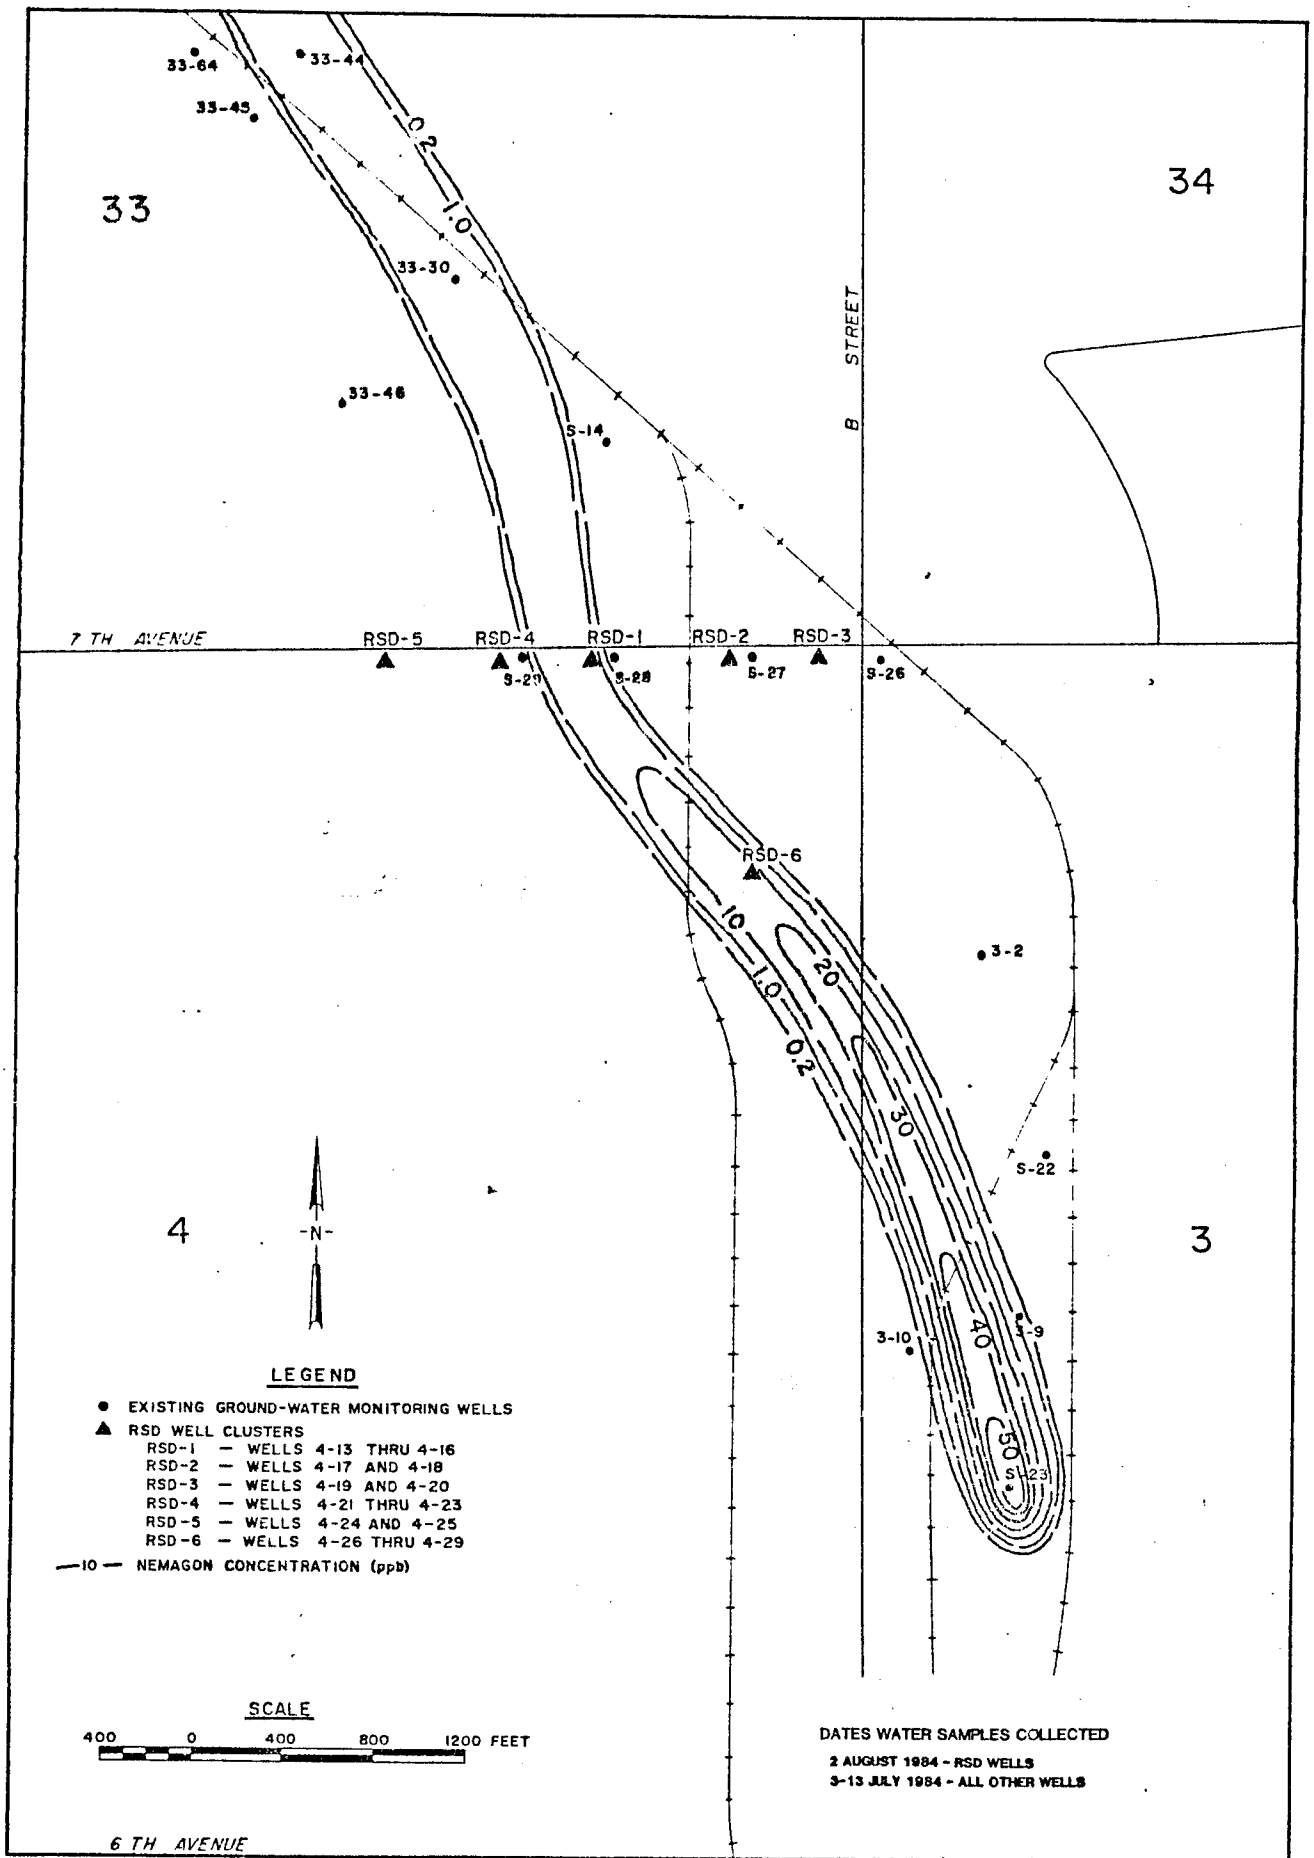 33-64
33-44
33-45
0.2
33
34
1.0
33-30
B STREET
33-46
S-14
7 TH AVENUE
RSD-5
RSD-4
RSD-1
RSD-2
RSD-3
S-28
S-27
S-26
RSD-6
10
20
3-2
1.0
0.2
30
S-22
4
-N-
3
40
3-10
50
S-23
LEGEND
● EXISTING GROUND-WATER MONITORING WELLS
▲ RSD WELL CLUSTERS
RSD-1 — WELLS 4-13 THRU 4-16
RSD-2 — WELLS 4-17 AND 4-18
RSD-3 — WELLS 4-19 AND 4-20
RSD-4 — WELLS 4-21 THRU 4-23
RSD-5 — WELLS 4-24 AND 4-25
RSD-6 — WELLS 4-26 THRU 4-29
—10— NEMAGON CONCENTRATION (ppb)
SCALE
400 0 400 800 1200 FEET
DATES WATER SAMPLES COLLECTED
2 AUGUST 1984 - RSD WELLS
3-13 JULY 1984 - ALL OTHER WELLS
6 TH AVENUE